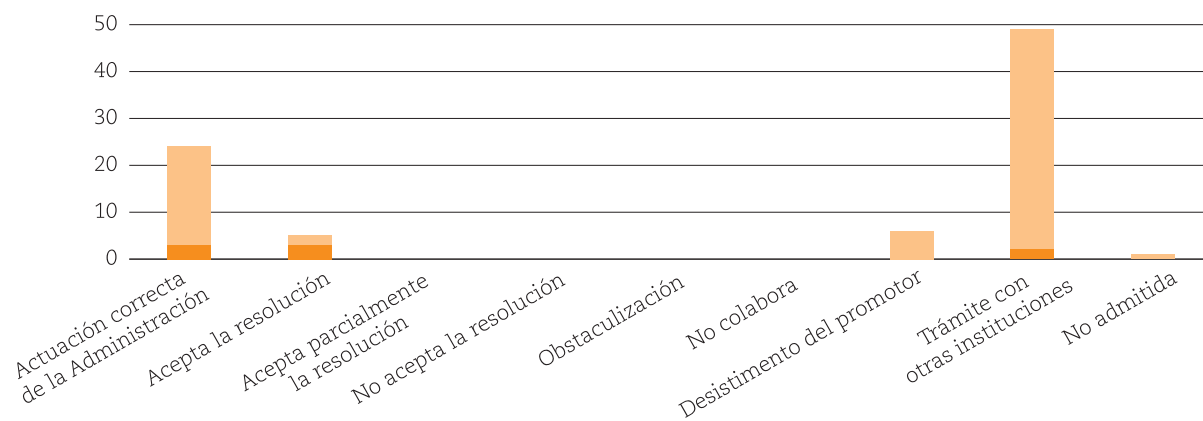 50
40
30
20
10
0
Actuación correcta
de la Administración
Acepta la resolución
Acepta parcialmente
la resolución
No acepta la resolución
Obstaculización
No colabora
Desistimento del promotor
Trámite con
otras instituciones
No admitida